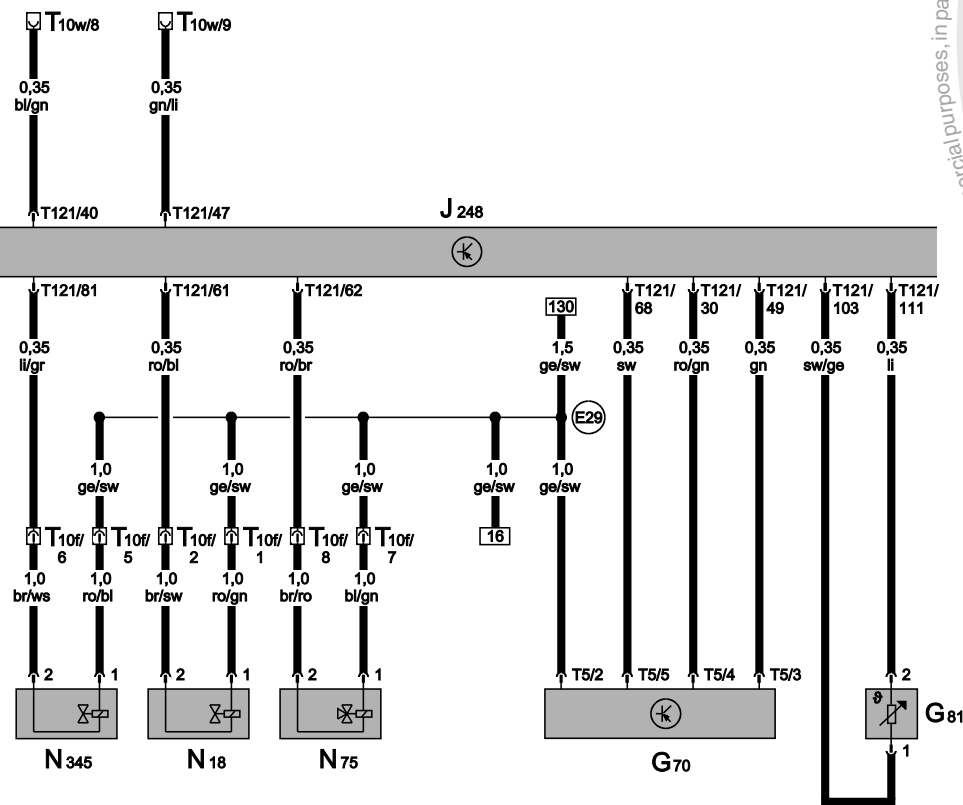 T10w/8 T10w/9
0,35 0,35
bl/gn gn/li
T121/40 T121/47 J 248
T121/81 T121/61 T121/62 T121/ T121/ T121/ T121/ T121/
68 30 49 103 111
130
0,35 0,35 0,35 1,5 0,35 0,35 0,35 0,35 0,35
li/gr ro/bl ro/br ge/sw sw ro/gn gn sw/ge li
E29
1,0 1,0 1,0 1,0 1,0
ge/sw ge/sw ge/sw ge/sw ge/sw
T10f/ T10f/ T10f/ T10f/ T10f/ T10f/ 16
6 5 2 1 8 7
1,0 1,0 1,0 1,0 1,0 1,0
br/ws ro/bl br/sw ro/gn br/ro bl/gn
2 1 2 1 2 1 T5/2 T5/5 T5/4 T5/3 2
ϑ
G81
1
N 345 N 18 N 75 G70
rcial purposes, in pa